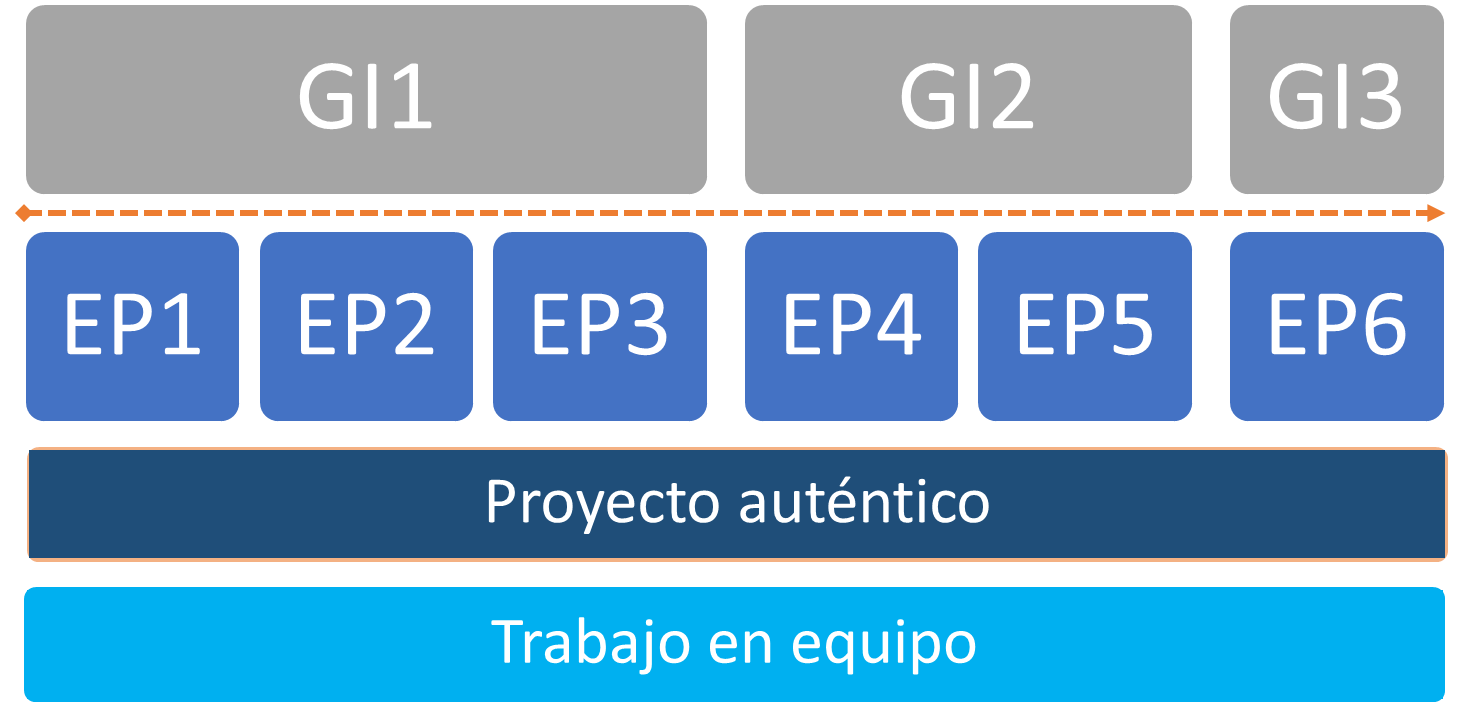 GI1
GI2
GI3
EP1
EP2
EP3
EP4
EP5
EP6
Proyecto auténtico
Trabajo en equipo